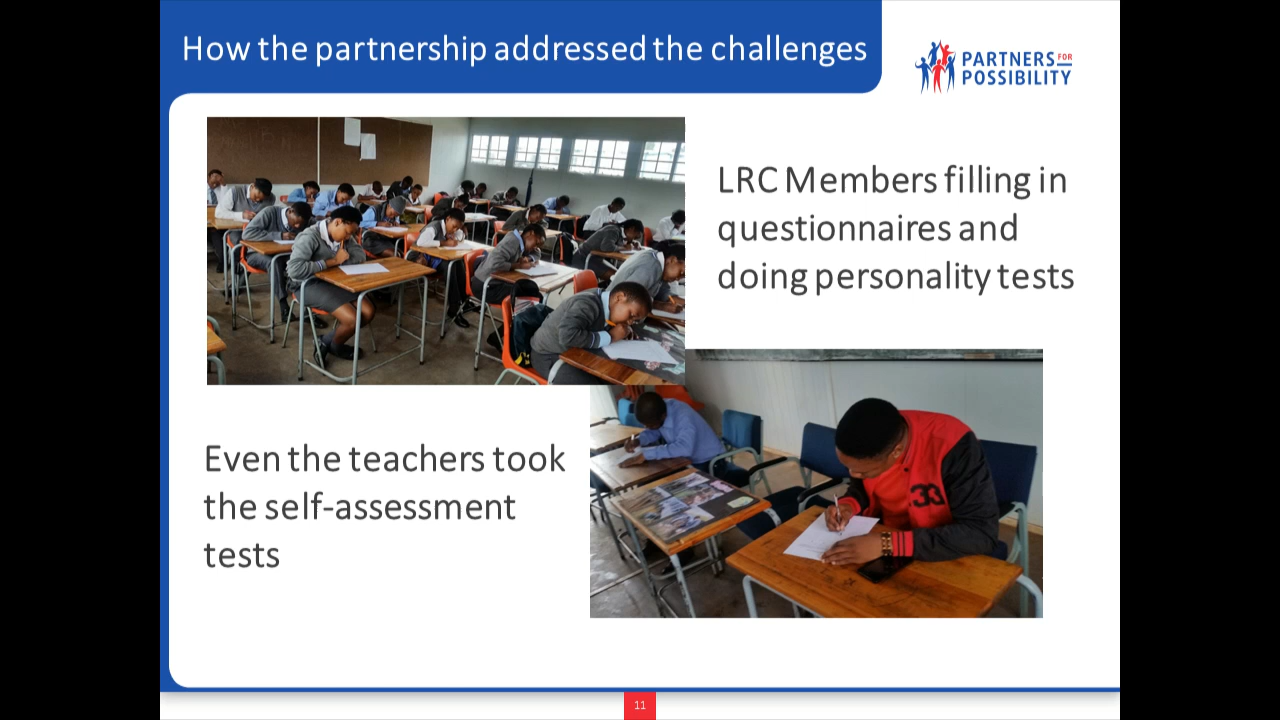 How the partnership addressed the challenges
PARTNERS FOR
POSSIBILITY
LRC Members filling in
questionnaires and
doing personality tests
33
Even the teachers took
the self-assessment
tests
11